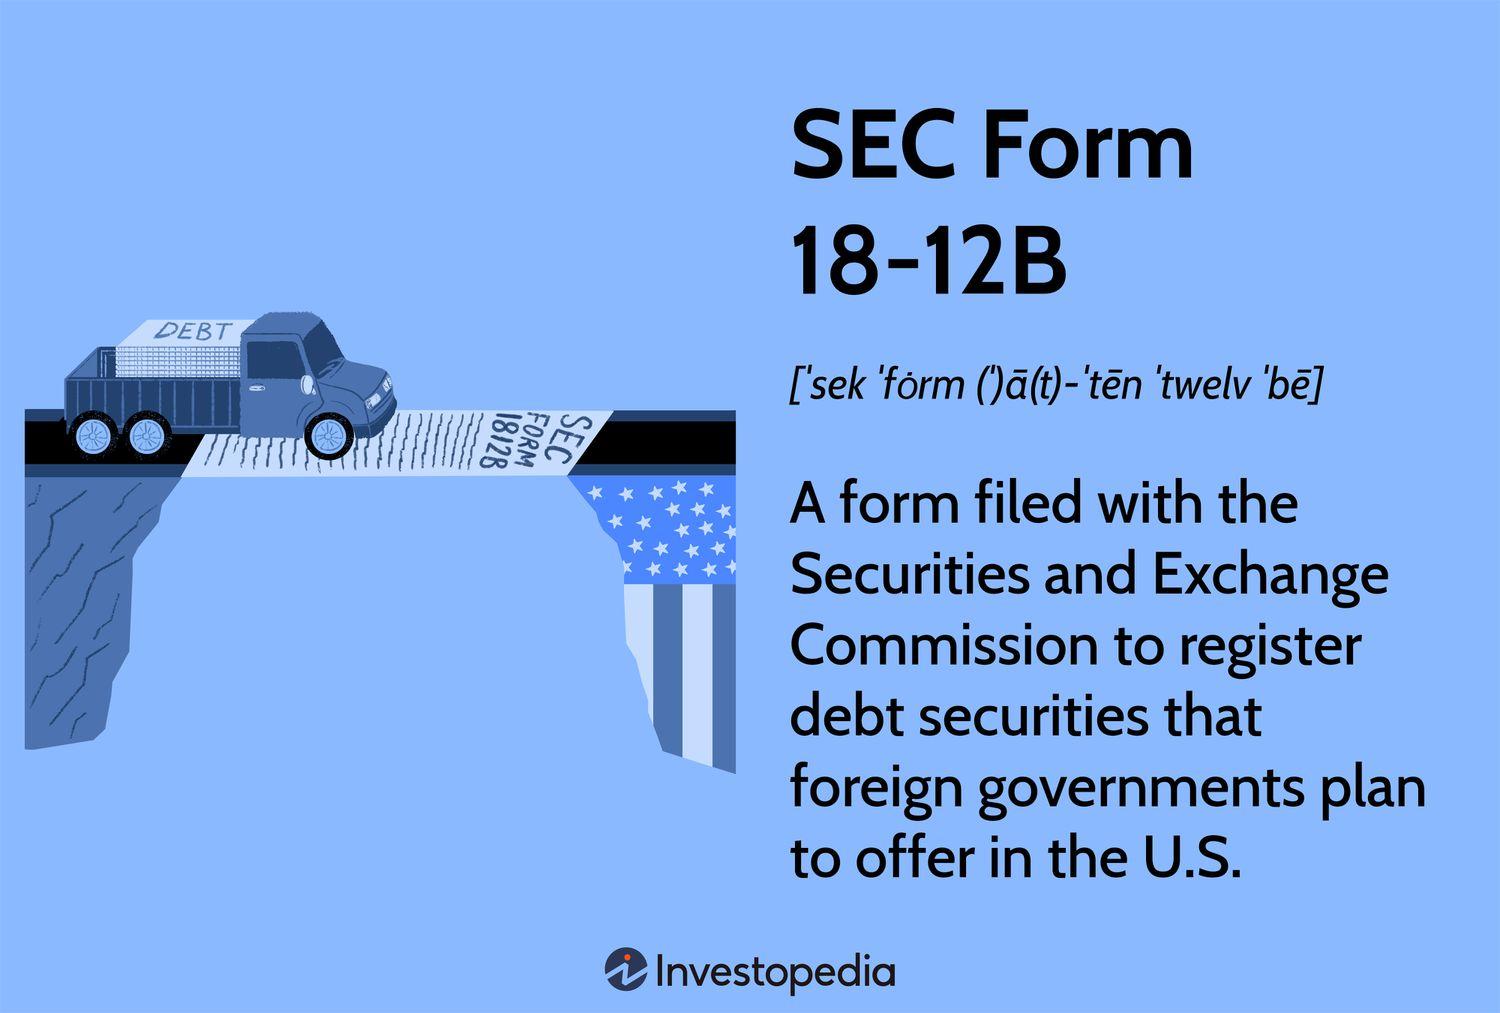 SEC Form
18-12B
[ˈsek ˈfȯrm (ˈ)ā(t)-ˈtēn ˈtwelv ˈbē]
A form filed with the
Securities and Exchange
Commission to register
debt securities that
foreign governments plan
to offer in the U.S.
DEBT
SEC
FORM
1812B
Investopedia